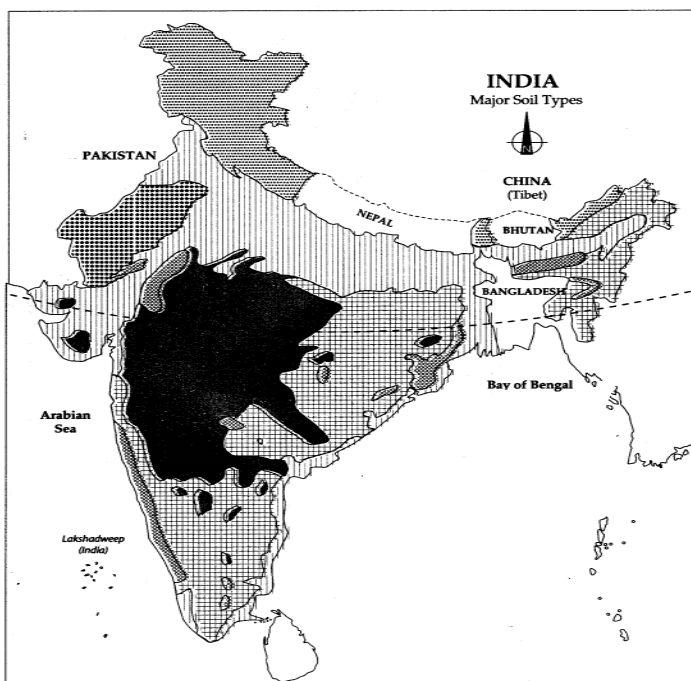 INDIA
Major Soil Types
N
PAKISTAN
CHINA
(Tibet)
NEPAL
BHUTAN
BANGLADESH
Arabian
Sea
Bay of Bengal
Lakshadweep
(India)